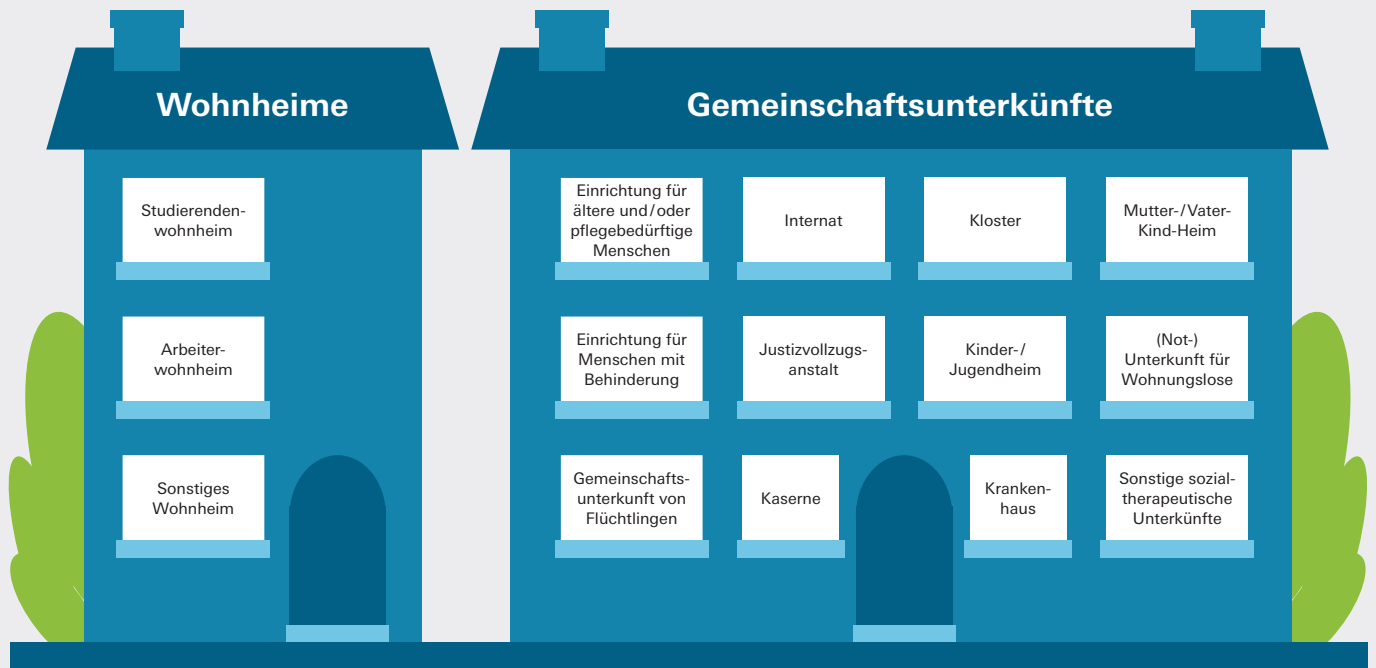 Wohnheime
Studierenden-
wohnheim
Arbeiter-
wohnheim
Sonstiges
Wohnheim
Gemeinschaftsunterkünfte
Einrichtung für
ältere und/oder
pflegebedürftige
Menschen
Internat
Kloster
Mutter-/Vater-
Kind-Heim
Einrichtung für
Menschen mit
Behinderung
Justizvollzugs-
anstalt
Kinder-/
Jugendheim
(Not-)
Unterkunft für
Wohnungslose
Gemeinschafts-
unterkunft von
Flüchtlingen
Kaserne
Kranken-
haus
Sonstige sozial-
therapeutische
Unterkünfte